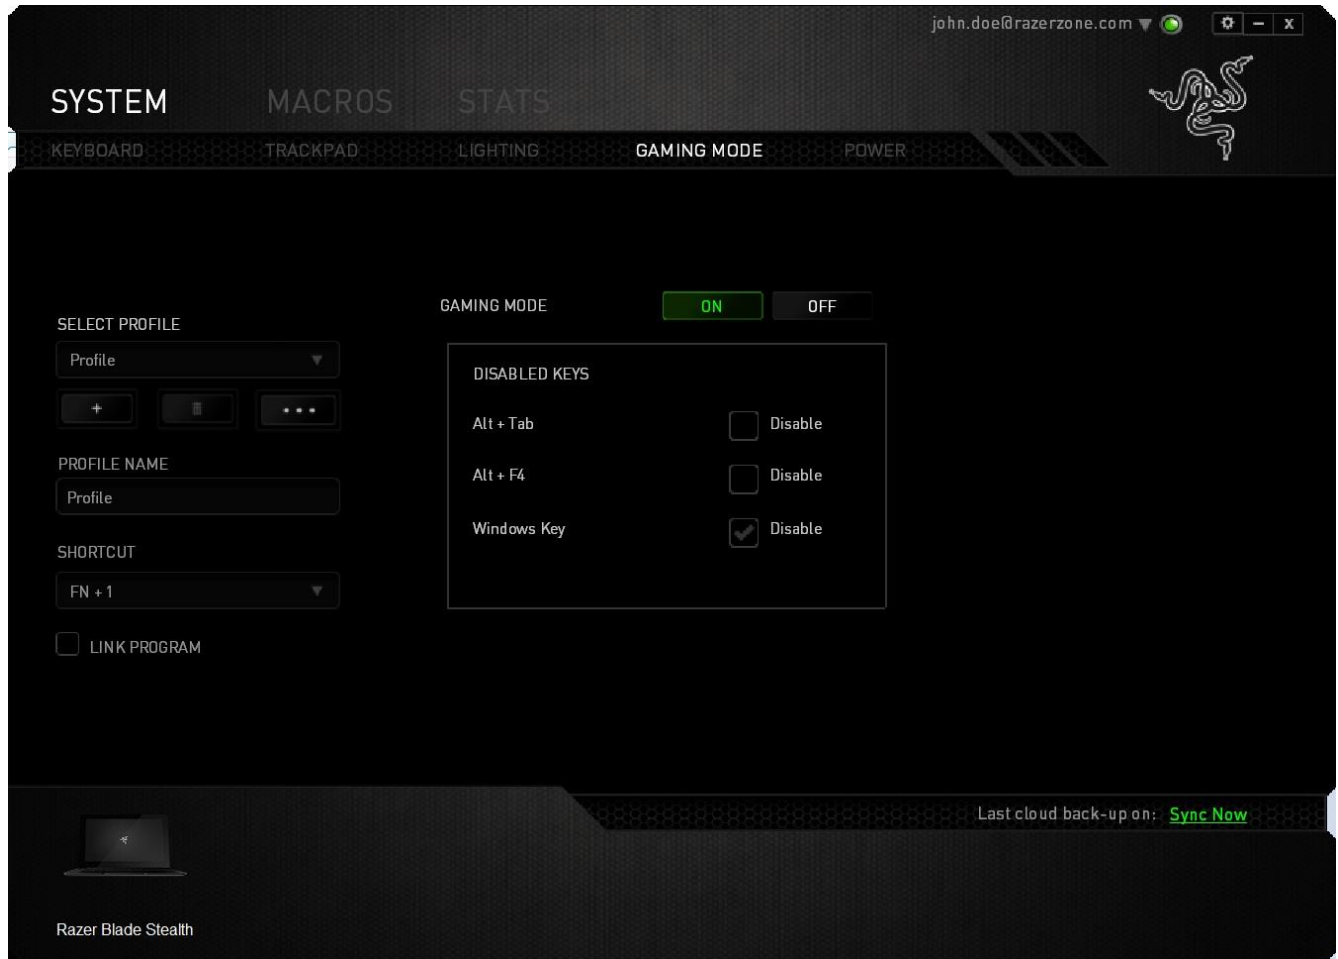 john.doe@razerzone.com
SYSTEM MACROS STATS
KEYBOARD TRACKPAD LIGHTING GAMING MODE POWER
GAMING MODE ON OFF
SELECT PROFILE
Profile
+
PROFILE NAME
Profile
SHORTCUT
FN + 1
LINK PROGRAM
DISABLED KEYS
Alt + Tab Disable
Alt + F4 Disable
Windows Key Disable
Last cloud back-up on: Sync Now
Razer Blade Stealth